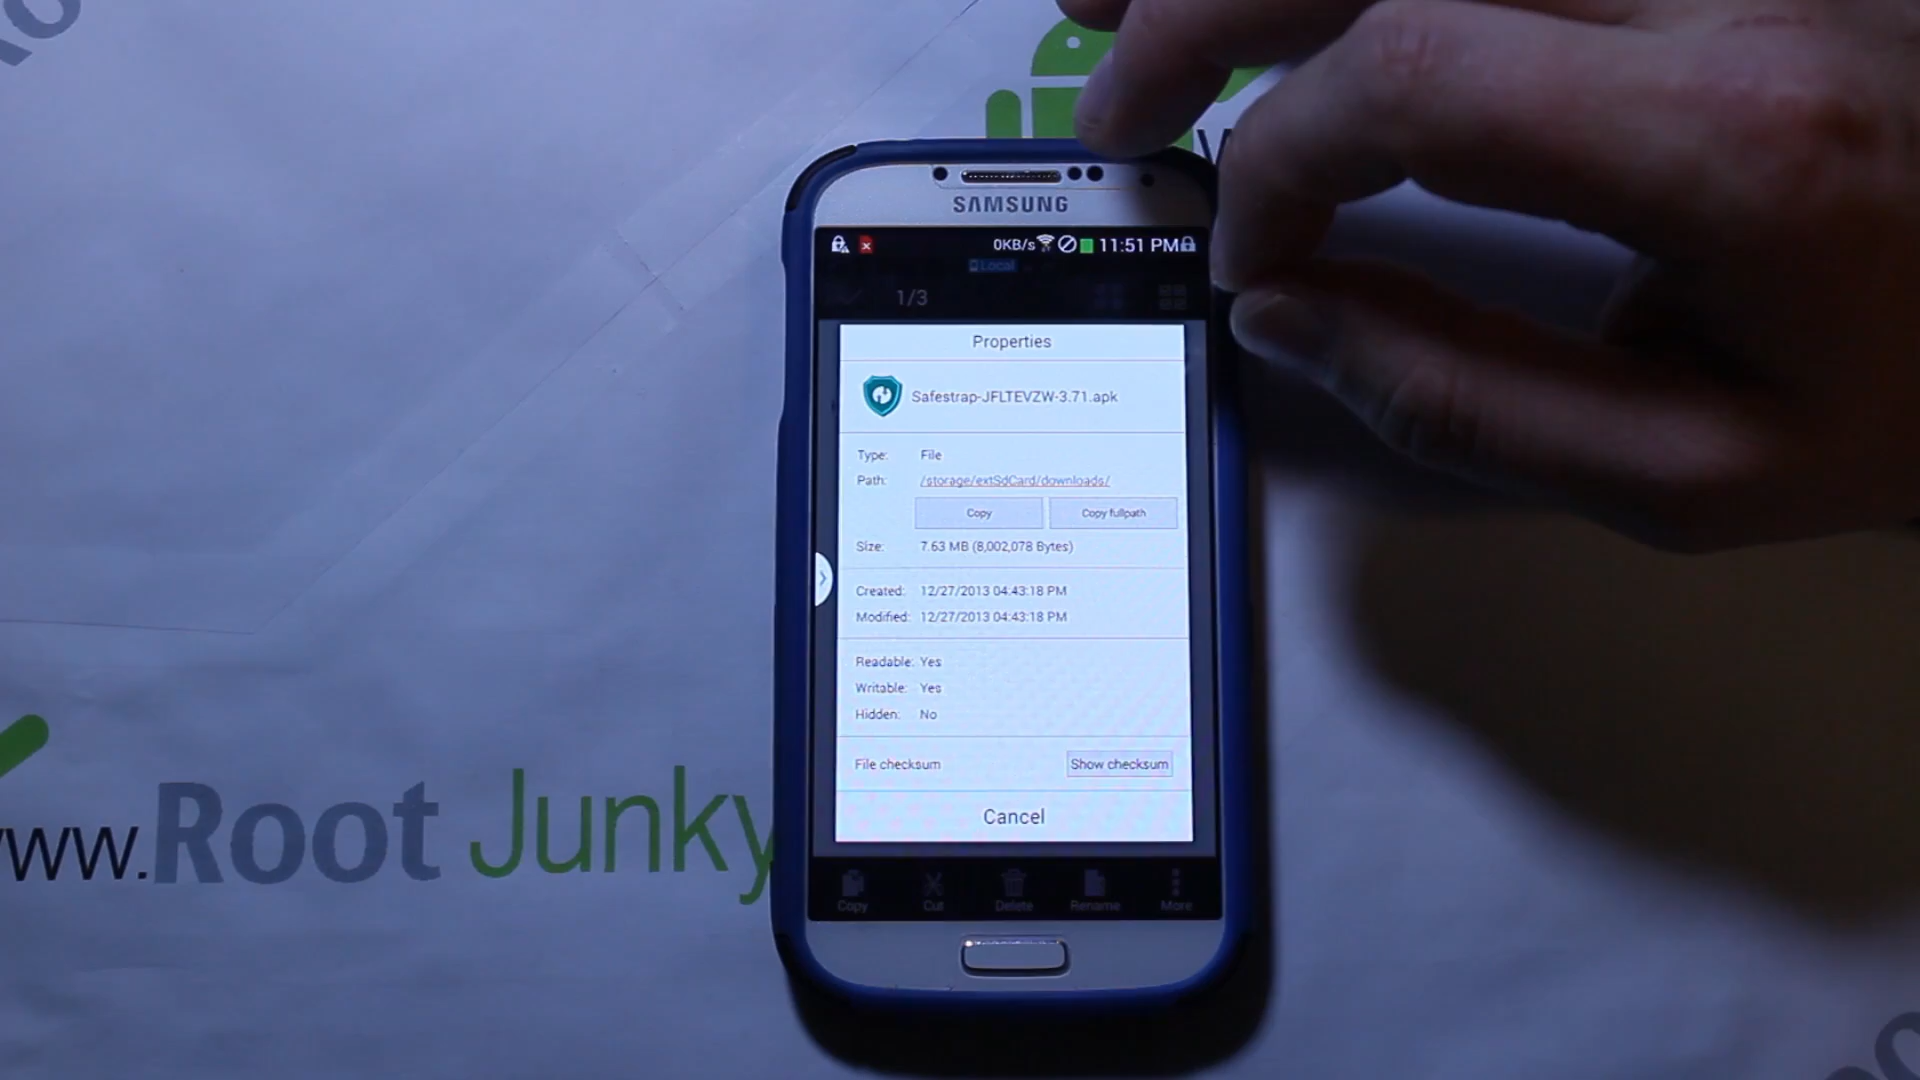 SAMSUNG
0KB/s 11:51 PM
Local
1/3
Properties
Safestrap-JFLTEVZW-3.71.apk
Type: File
Path: /storage/extSdCard/downloads/
Copy Copy fullpath
Size: 7.63 MB (8,002,078 Bytes)
Created: 12/27/2013 04:43:18 PM
Modified: 12/27/2013 04:43:18 PM
Readable: Yes
Writable: Yes
Hidden: No
File checksum Show checksum
Cancel
Copy Cut Delete Rename More
www.Root Junky